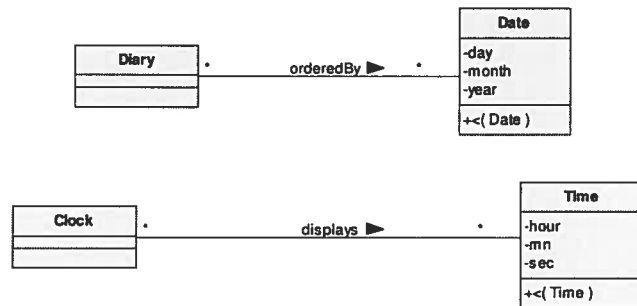 Date
Diary
* orderedBy ▶ *
-day
-month
-year
+<( Date )
Time
Clock
* displays ▶ *
-hour
-mn
-sec
+<( Time )